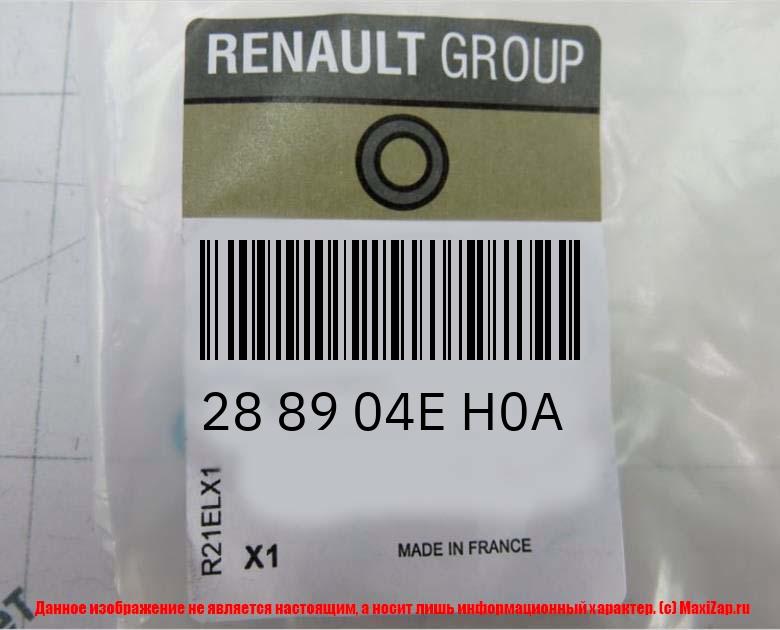 RENAULT GROUP
28 89 04E H0A
R21ELX1
X1
MADE IN FRANCE
Данное изображение не является настоящим, а носит лишь информационный характер. (c) MaxiZap.ru